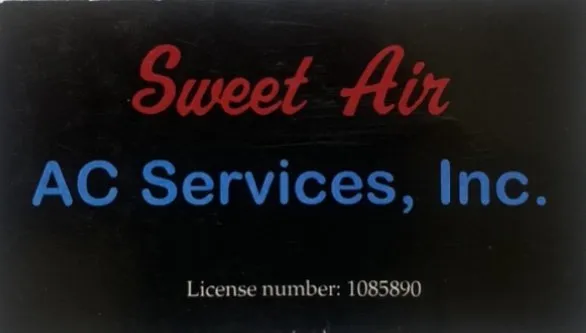 Sweet Air
AC Services, Inc.
License number: 1085890